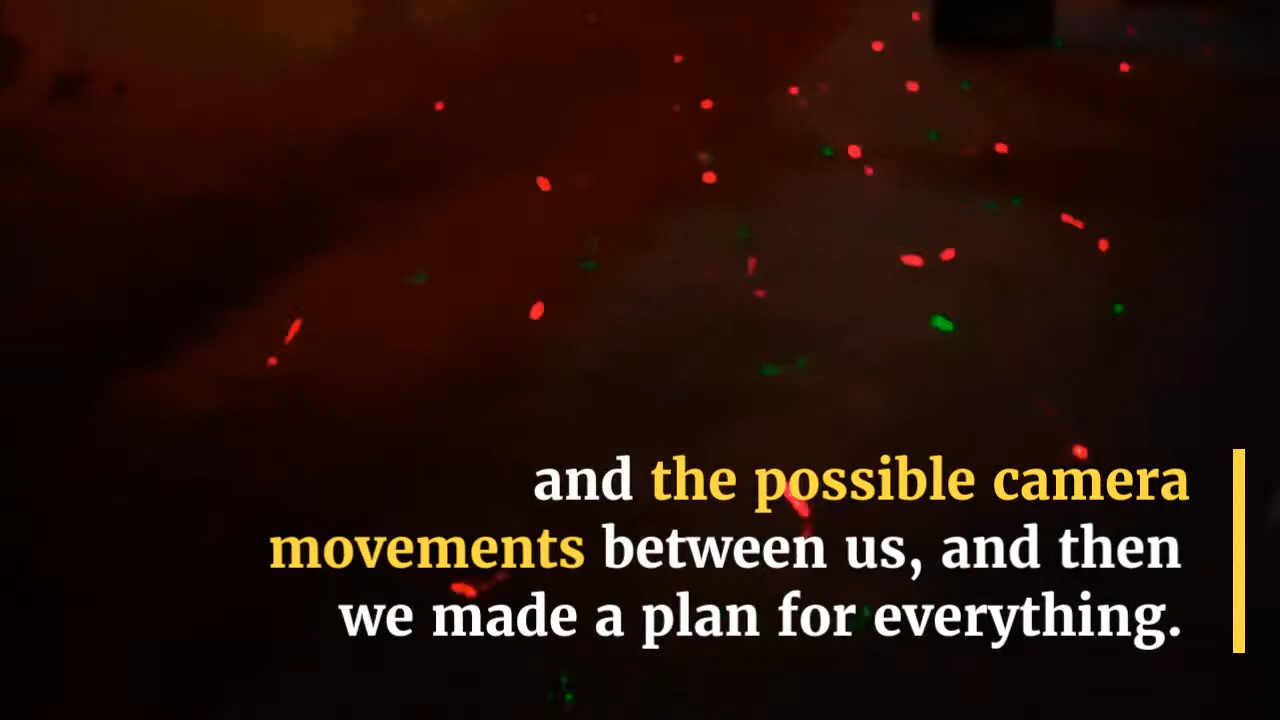 and the possible camera
movements between us, and then
we made a plan for everything.